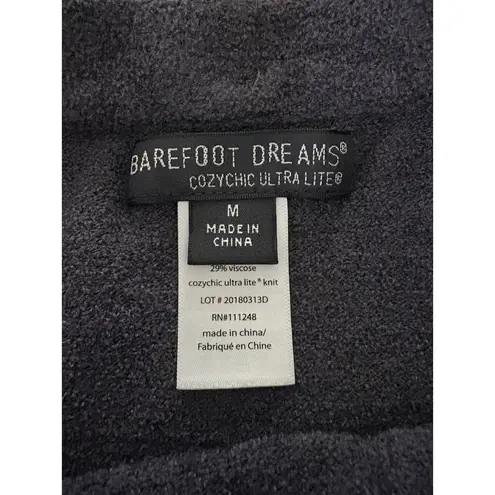 BAREFOOT DREAMS®
COZYCHIC ULTRA LITE®
M
MADE IN
CHINA
29% viscose
cozychic ultra lite® knit
LOT # 20180313D
RN#111248
made in china/
Fabriqué en Chine